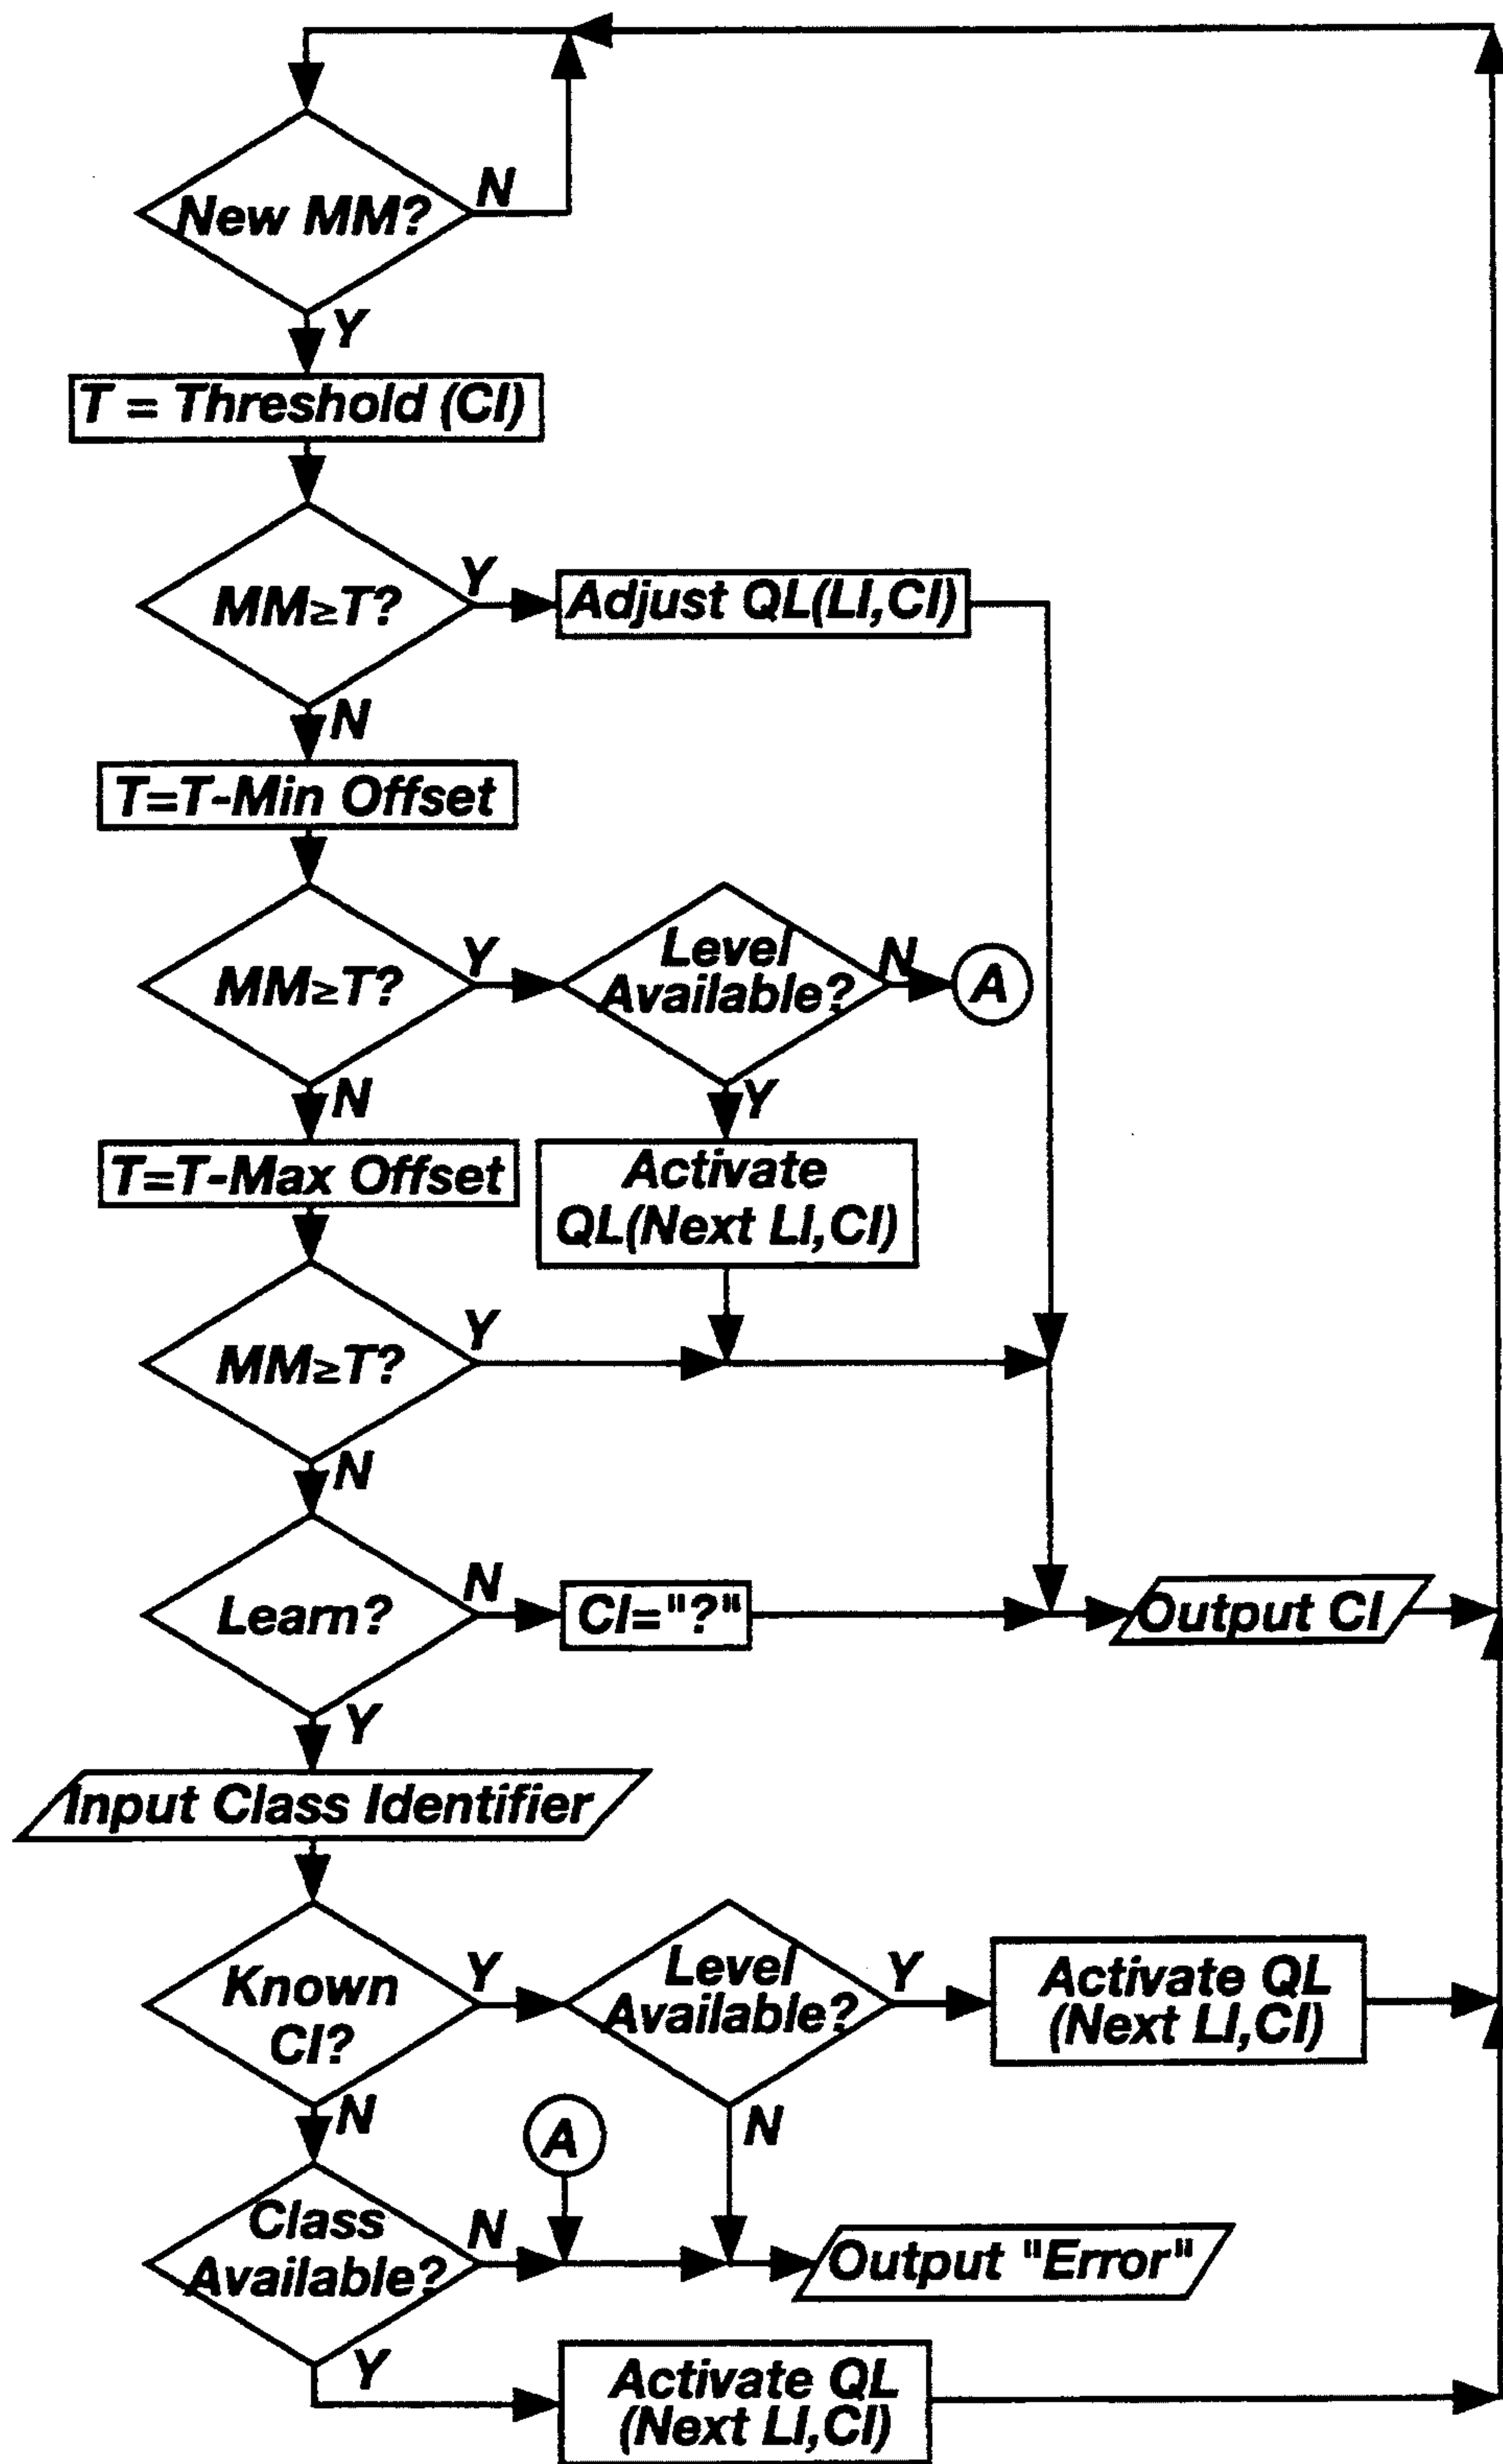 New MM?
N
Y
T = Threshold (CI)
MM≥T?
Y
Adjust QL(LI,CI)
N
T=T-Min Offset
MM≥T?
Y
Level
Available?
N
A
N
Y
T=T-Max Offset
Activate
QL(Next LI,CI)
MM≥T?
Y
N
Learn?
N
CI="?"
Output CI
Y
Input Class Identifier
Known
CI?
Y
Level
Available?
Y
Activate QL
(Next LI,CI)
N
A
N
Class
Available?
N
Output "Error"
Y
Activate QL
(Next LI,CI)